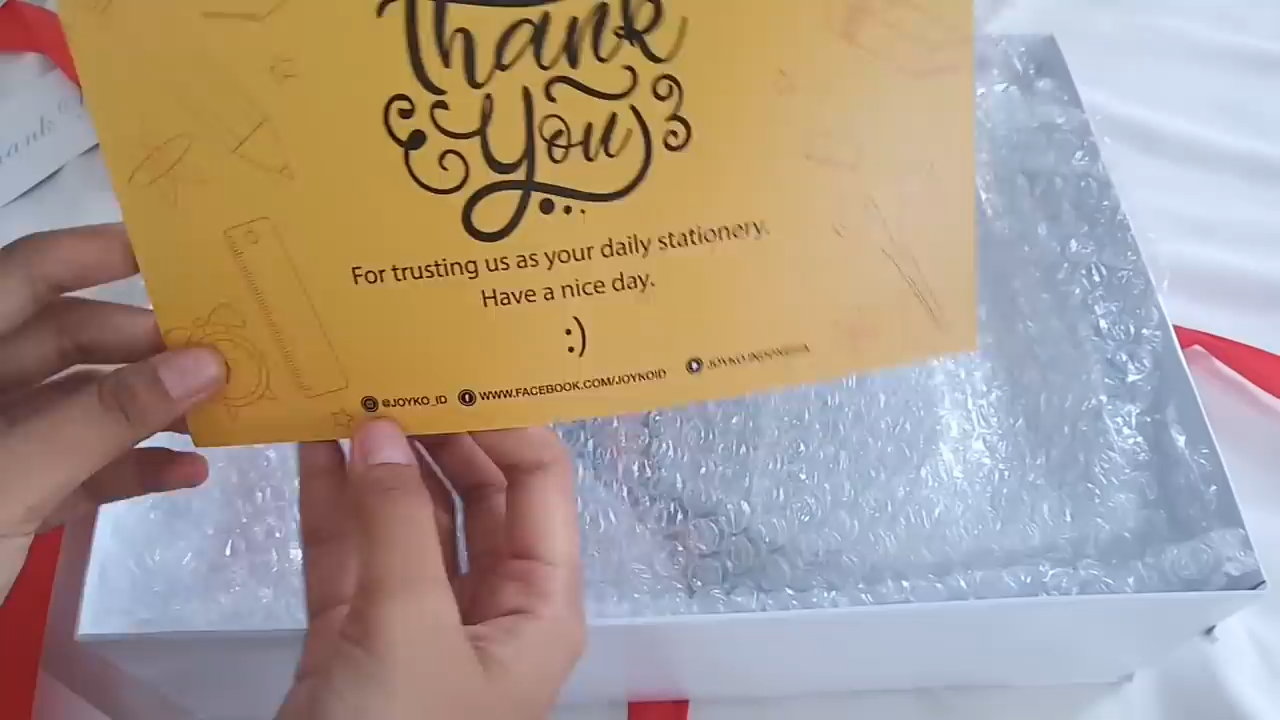 Thank
You
For trusting us as your daily stationery.
Have a nice day.
:)
@JOYKO_ID WWW.FACEBOOK.COM/JOYKOID